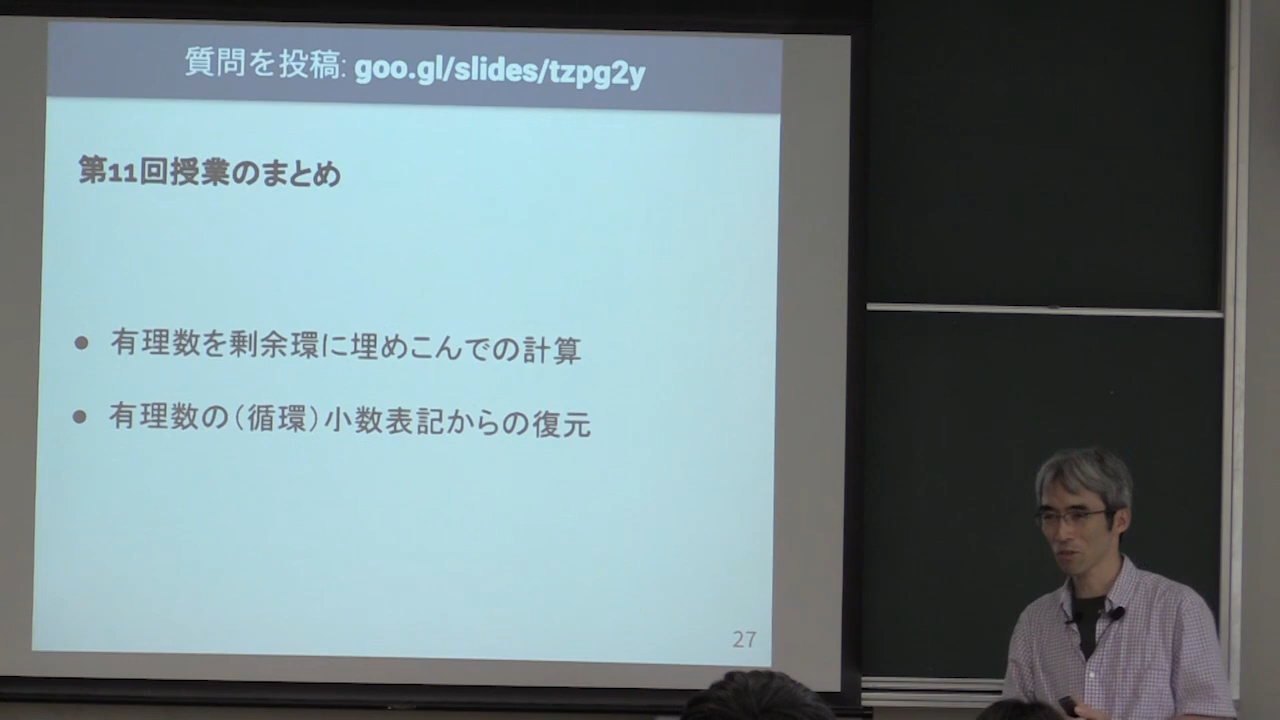 質問を投稿: goo.gl/slides/tzpg2y
第11回授業のまとめ
● 有理数を剰余環に埋めこんでの計算
● 有理数の(循環)小数表記からの復元
27